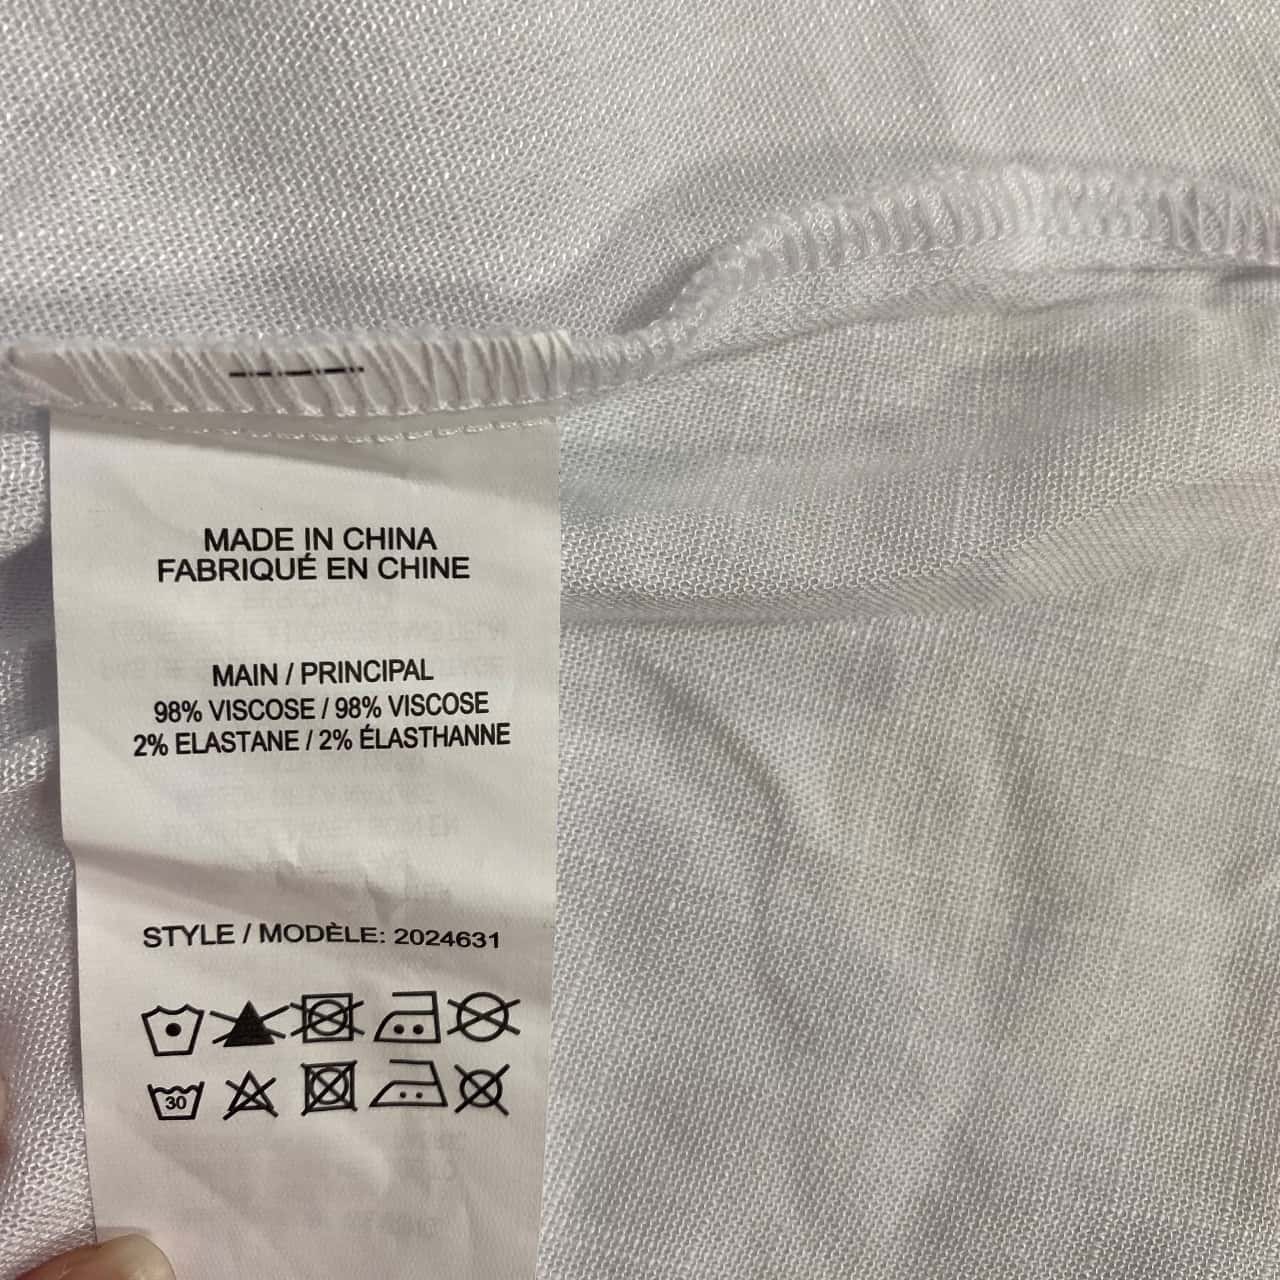 MADE IN CHINA
FABRIQUÉ EN CHINE
MAIN / PRINCIPAL
98% VISCOSE / 98% VISCOSE
2% ELASTANE / 2% ÉLASTHANNE
STYLE / MODÈLE: 2024631
30